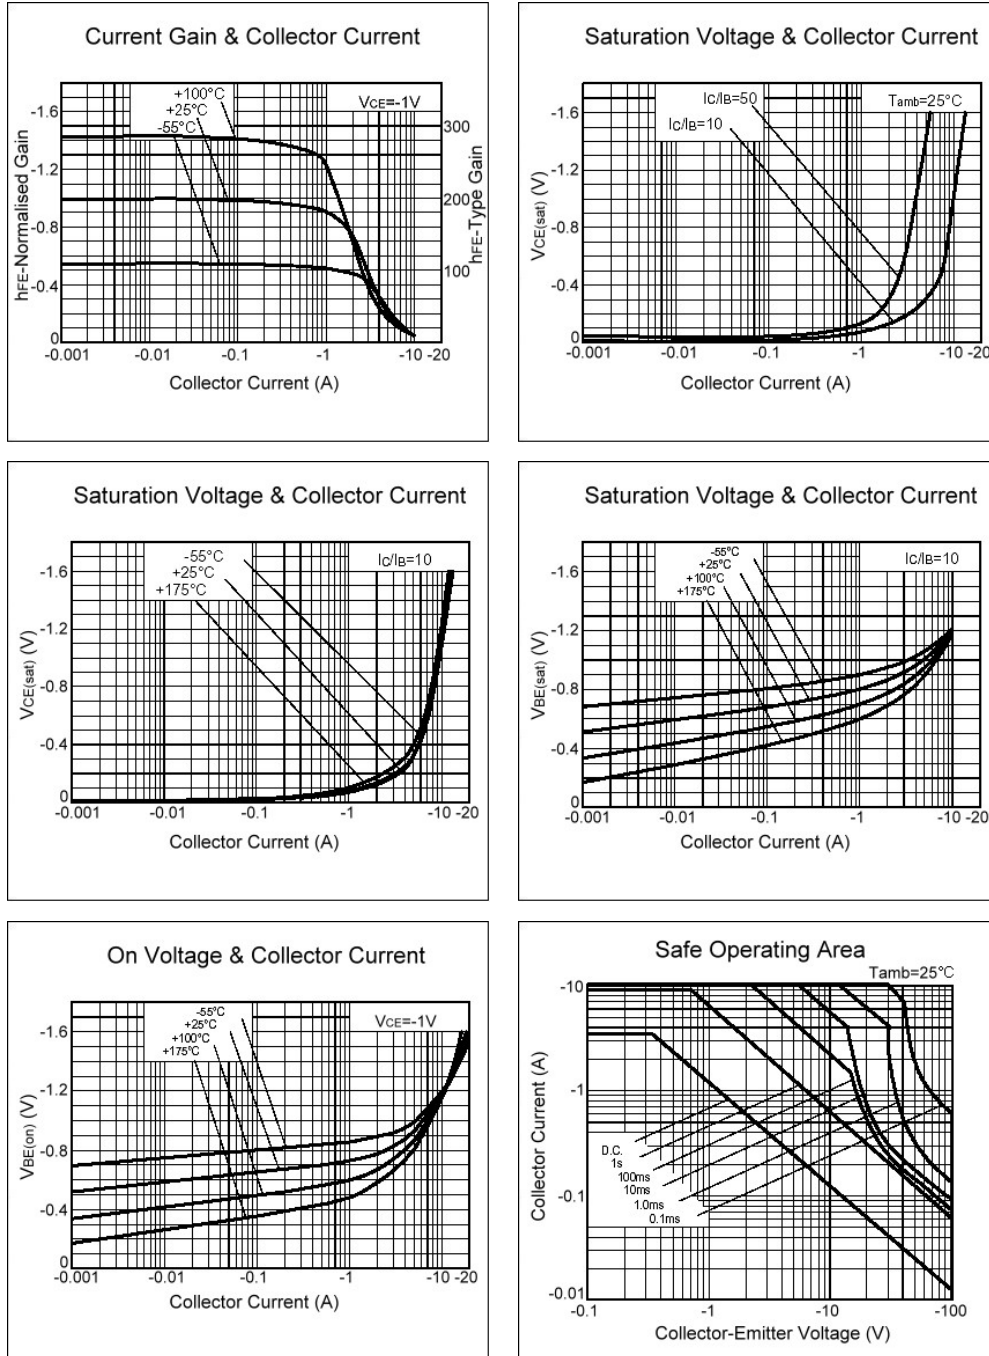 Current Gain & Collector Current
+100°C
+25°C
-55°C
VCE=-1V
hFE-Normalised Gain
-1.6
-1.2
-0.8
-0.4
0
300
200
100
hFE-Type Gain
-0.001 -0.01 -0.1 -1 -10 -20
Collector Current (A)
Saturation Voltage & Collector Current
IC/IB=50
IC/IB=10
Tamb=25°C
VCE(sat) (V)
-1.6
-1.2
-0.8
-0.4
0
-0.001 -0.01 -0.1 -1 -10 -20
Collector Current (A)
Saturation Voltage & Collector Current
-55°C
+25°C
+175°C
IC/IB=10
VCE(sat) (V)
-1.6
-1.2
-0.8
-0.4
0
-0.001 -0.01 -0.1 -1 -10 -20
Collector Current (A)
Saturation Voltage & Collector Current
-55°C
+25°C
+100°C
+175°C
IC/IB=10
VBE(sat) (V)
-1.6
-1.2
-0.8
-0.4
0
-0.001 -0.01 -0.1 -1 -10 -20
Collector Current (A)
On Voltage & Collector Current
-55°C
+25°C
+100°C
+175°C
VCE=-1V
VBE(on) (V)
-1.6
-1.2
-0.8
-0.4
0
-0.001 -0.01 -0.1 -1 -10 -20
Collector Current (A)
Safe Operating Area
Tamb=25°C
Collector Current (A)
-10
-1
-0.1
-0.01
D.C.
1s
100ms
10ms
1.0ms
0.1ms
-0.1 -1 -10 -100
Collector-Emitter Voltage (V)